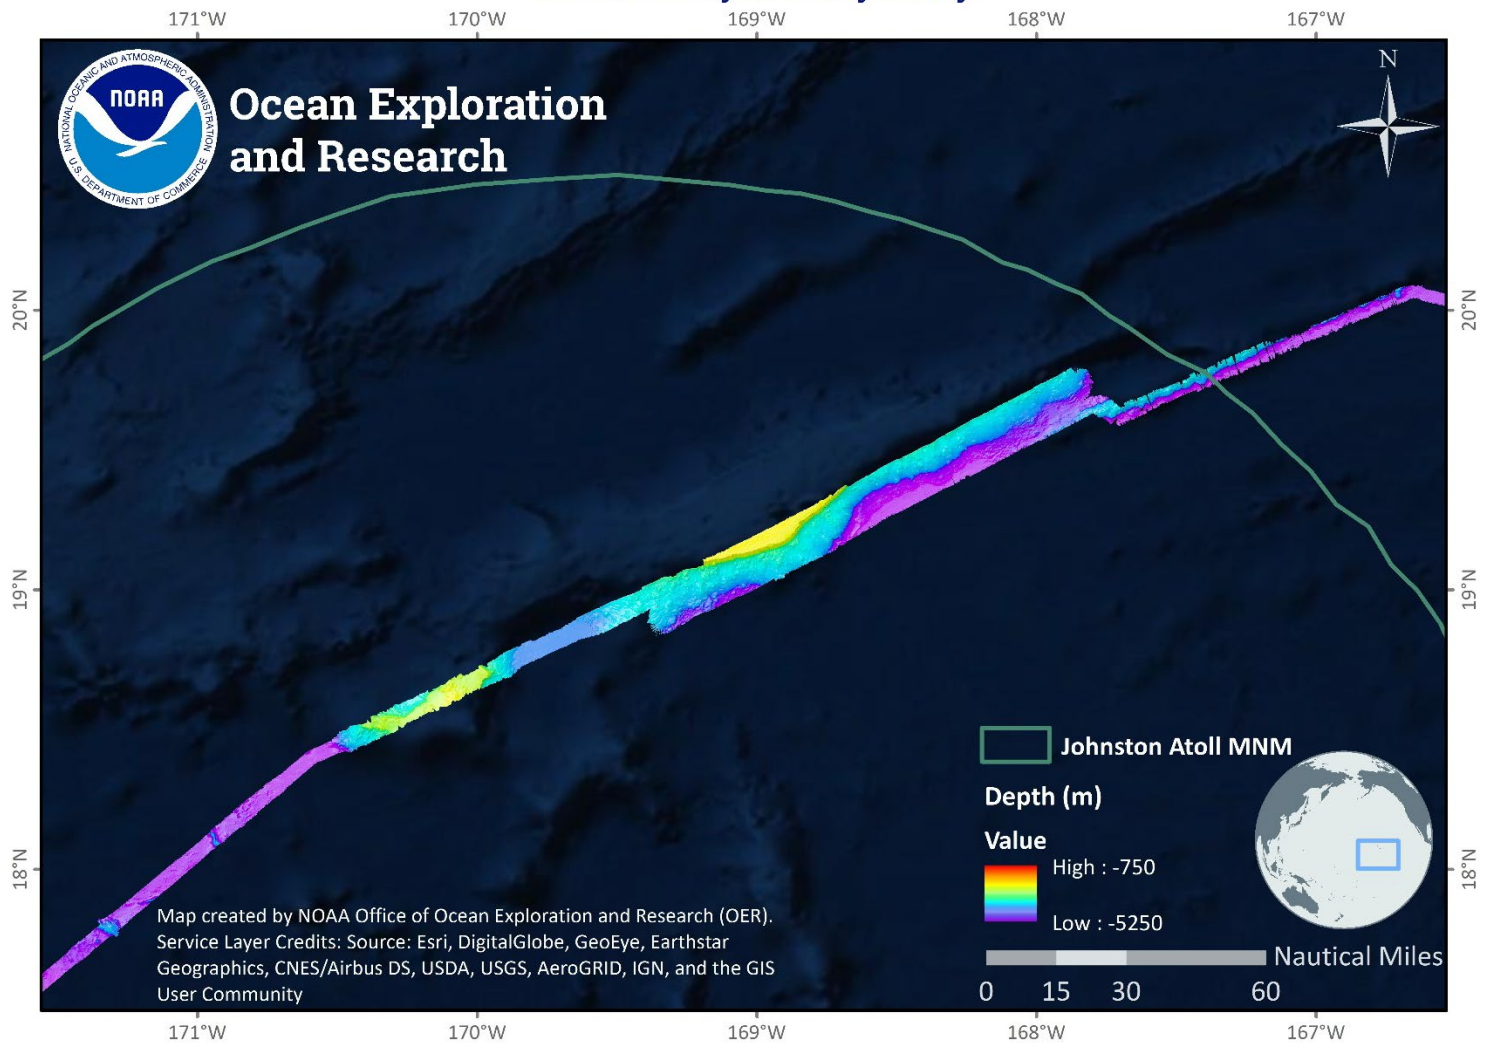 171°W 170°W 169°W 168°W 167°W
N
NATIONAL OCEANIC AND ATMOSPHERIC ADMINISTRATION
NOAA
U.S. DEPARTMENT OF COMMERCE
Ocean Exploration
and Research
20°N 20°N
19°N 19°N
18°N 18°N
Johnston Atoll MNM
Depth (m)
Value
High : -750
Low : -5250
Nautical Miles
0 15 30 60
Map created by NOAA Office of Ocean Exploration and Research (OER).
Service Layer Credits: Source: Esri, DigitalGlobe, GeoEye, Earthstar
Geographics, CNES/Airbus DS, USDA, USGS, AeroGRID, IGN, and the GIS
User Community
171°W 170°W 169°W 168°W 167°W